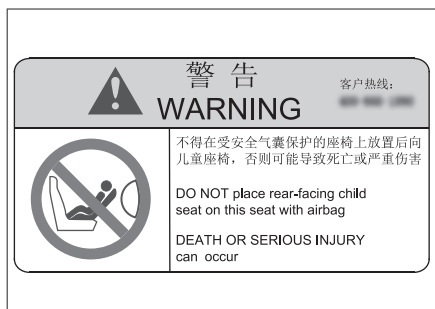 警告
WARNING
客户热线：
不得在受安全气囊保护的座椅上放置后向
儿童座椅，否则可能导致死亡或严重伤害
DO NOT place rear-facing child
seat on this seat with airbag
DEATH OR SERIOUS INJURY
can occur